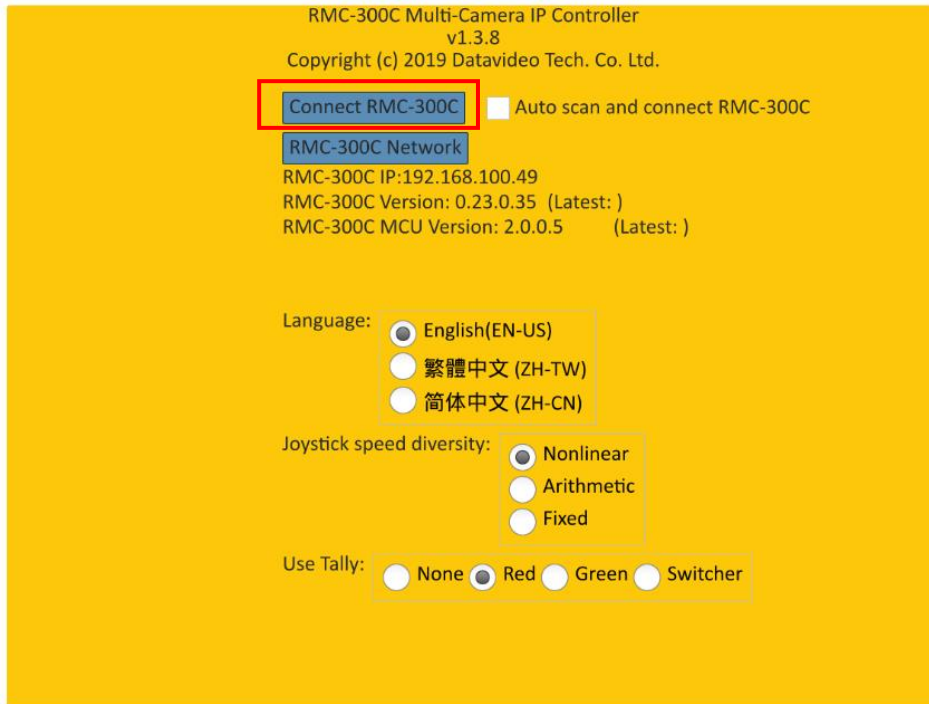 RMC-300C Multi-Camera IP Controller
v1.3.8
Copyright (c) 2019 Datavideo Tech. Co. Ltd.
Connect RMC-300C Auto scan and connect RMC-300C
RMC-300C Network
RMC-300C IP:192.168.100.49
RMC-300C Version: 0.23.0.35 (Latest: )
RMC-300C MCU Version: 2.0.0.5 (Latest: )
Language: English(EN-US)
繁體中文 (ZH-TW)
简体中文 (ZH-CN)
Joystick speed diversity: Nonlinear
Arithmetic
Fixed
Use Tally: None Red Green Switcher